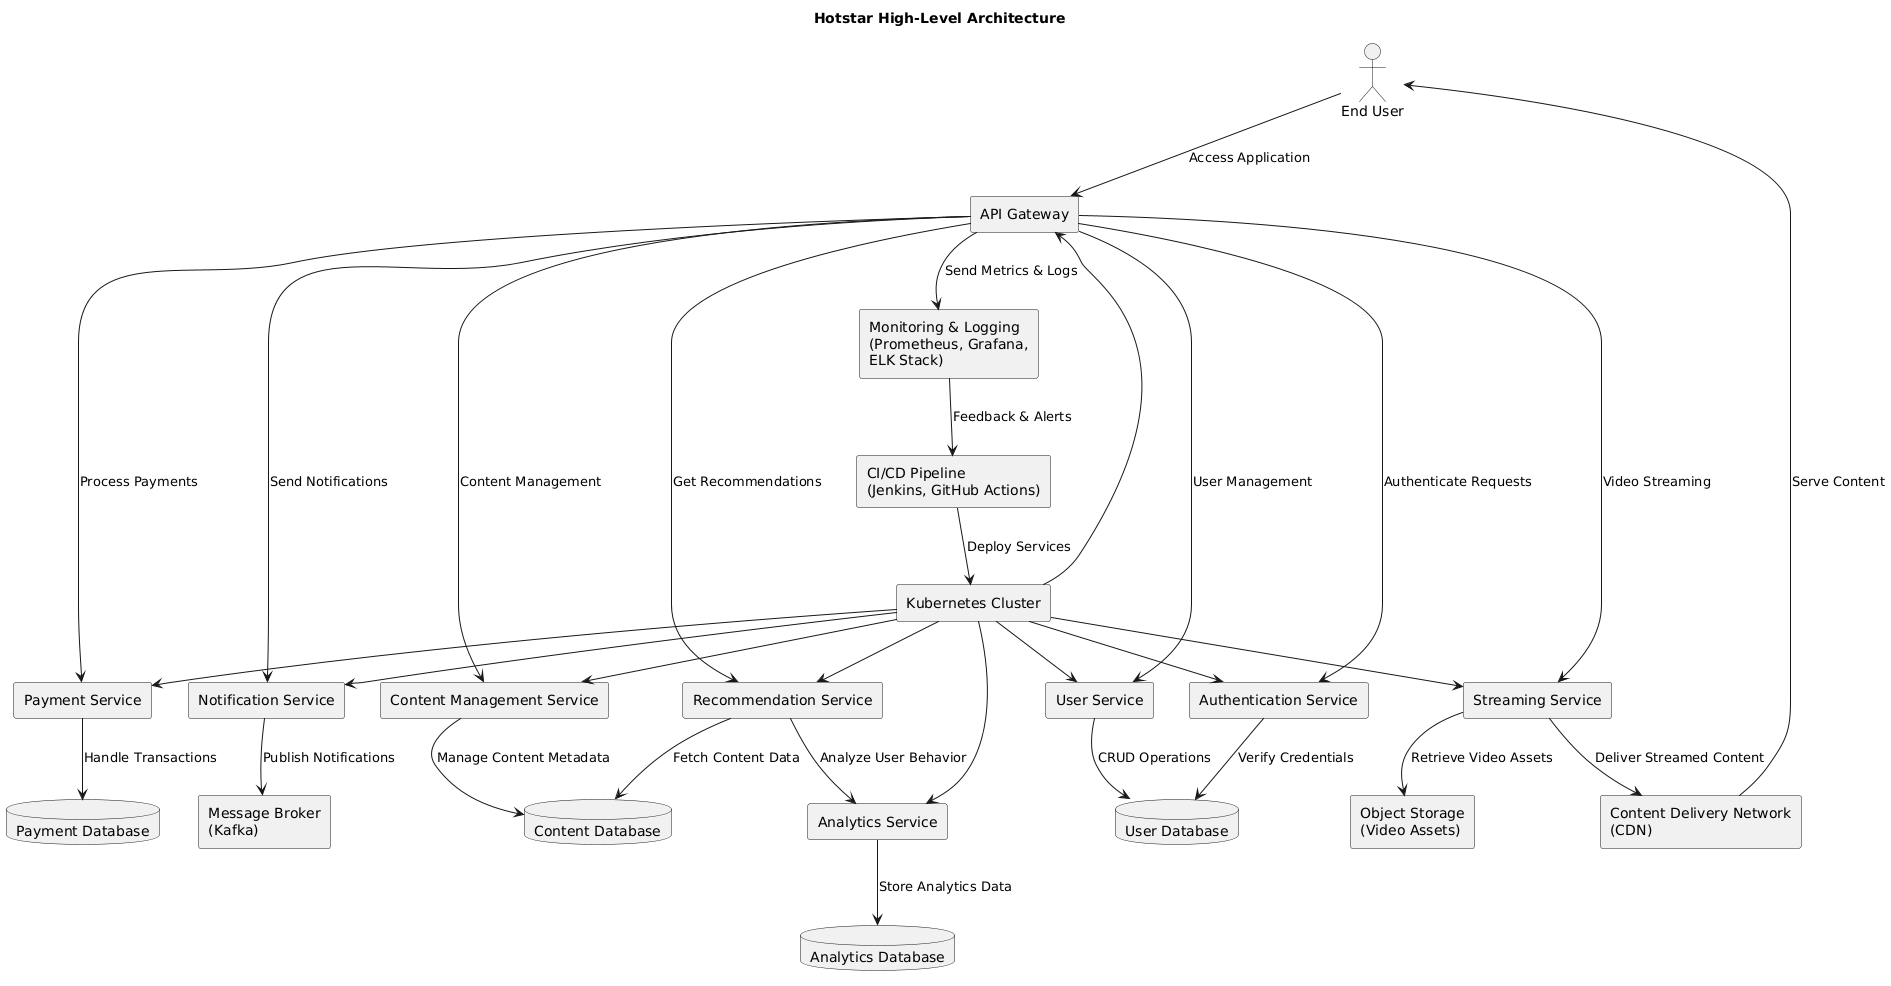 Hotstar High-Level Architecture
End User
Access Application
API Gateway
Send Metrics & Logs
Monitoring & Logging
(Prometheus, Grafana,
ELK Stack)
Feedback & Alerts
CI/CD Pipeline
(Jenkins, GitHub Actions)
Process Payments
Send Notifications
Content Management
Get Recommendations
User Management
Authenticate Requests
Video Streaming
Serve Content
Deploy Services
Kubernetes Cluster
Payment Service
Notification Service
Content Management Service
Recommendation Service
User Service
Authentication Service
Streaming Service
Handle Transactions
Publish Notifications
Manage Content Metadata
Fetch Content Data
Analyze User Behavior
CRUD Operations
Verify Credentials
Retrieve Video Assets
Deliver Streamed Content
Payment Database
Message Broker
(Kafka)
Content Database
Analytics Service
User Database
Object Storage
(Video Assets)
Content Delivery Network
(CDN)
Store Analytics Data
Analytics Database